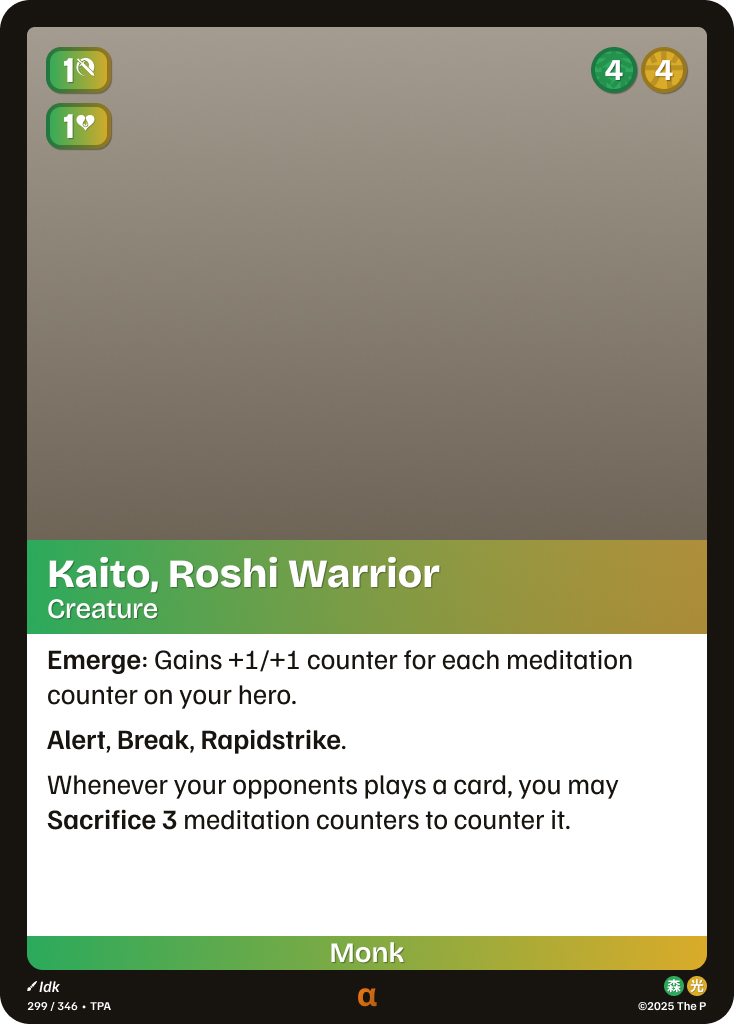 1
4 4
1
Kaito, Roshi Warrior
Creature
Emerge: Gains +1/+1 counter for each meditation
counter on your hero.
Alert, Break, Rapidstrike.
Whenever your opponents plays a card, you may
Sacrifice 3 meditation counters to counter it.
Monk
Idk
299 / 346 • TPA
α
森 光
©2025 The P